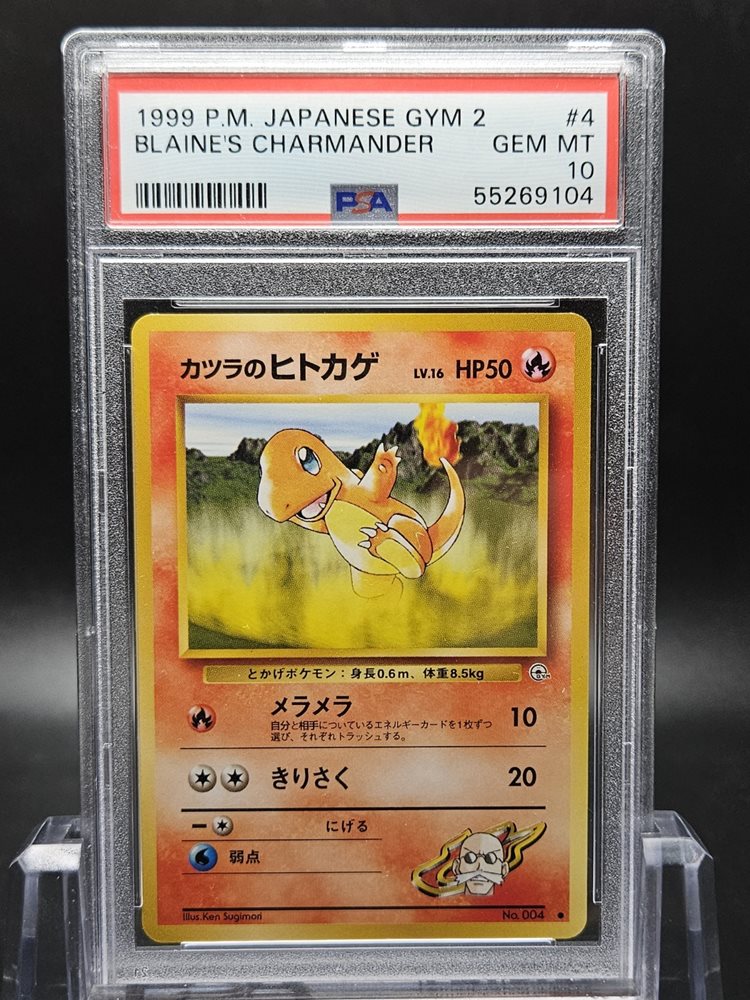 1999 P.M. JAPANESE GYM 2 #4
BLAINE'S CHARMANDER GEM MT
10
PSA 55269104
カツラのヒトカゲ LV.16 HP50
とかげポケモン：身長0.6m、体重8.5kg
GYM
メラメラ 10
自分と相手についているエネルギーカードを1枚ずつ
選び、それぞれトラッシュする。
きりさく 20
にげる
弱点
Illus. Ken Sugimori No. 004 ●